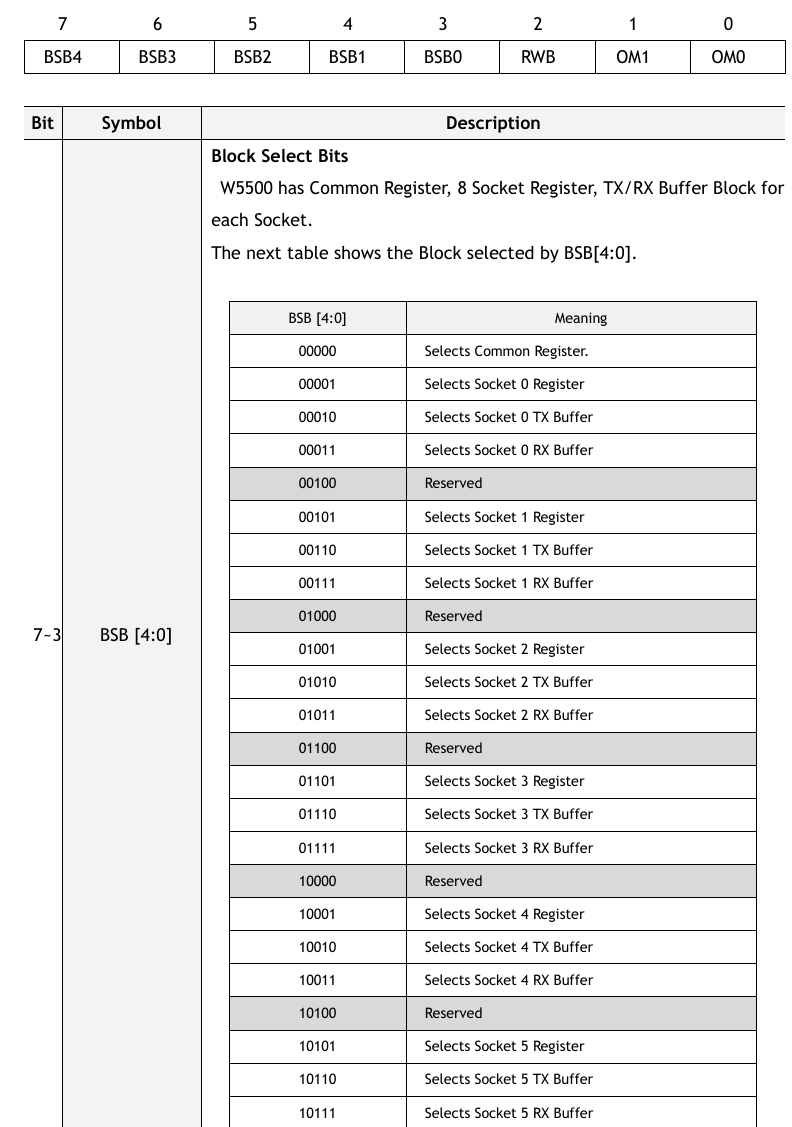 7 6 5 4 3 2 1 0
BSB4 BSB3 BSB2 BSB1 BSB0 RWB OM1 OM0
Bit Symbol Description
Block Select Bits
W5500 has Common Register, 8 Socket Register, TX/RX Buffer Block for
each Socket.
The next table shows the Block selected by BSB[4:0].
BSB [4:0] Meaning
00000 Selects Common Register.
00001 Selects Socket 0 Register
00010 Selects Socket 0 TX Buffer
00011 Selects Socket 0 RX Buffer
00100 Reserved
00101 Selects Socket 1 Register
00110 Selects Socket 1 TX Buffer
00111 Selects Socket 1 RX Buffer
01000 Reserved
7~3 BSB [4:0] 01001 Selects Socket 2 Register
01010 Selects Socket 2 TX Buffer
01011 Selects Socket 2 RX Buffer
01100 Reserved
01101 Selects Socket 3 Register
01110 Selects Socket 3 TX Buffer
01111 Selects Socket 3 RX Buffer
10000 Reserved
10001 Selects Socket 4 Register
10010 Selects Socket 4 TX Buffer
10011 Selects Socket 4 RX Buffer
10100 Reserved
10101 Selects Socket 5 Register
10110 Selects Socket 5 TX Buffer
10111 Selects Socket 5 RX Buffer